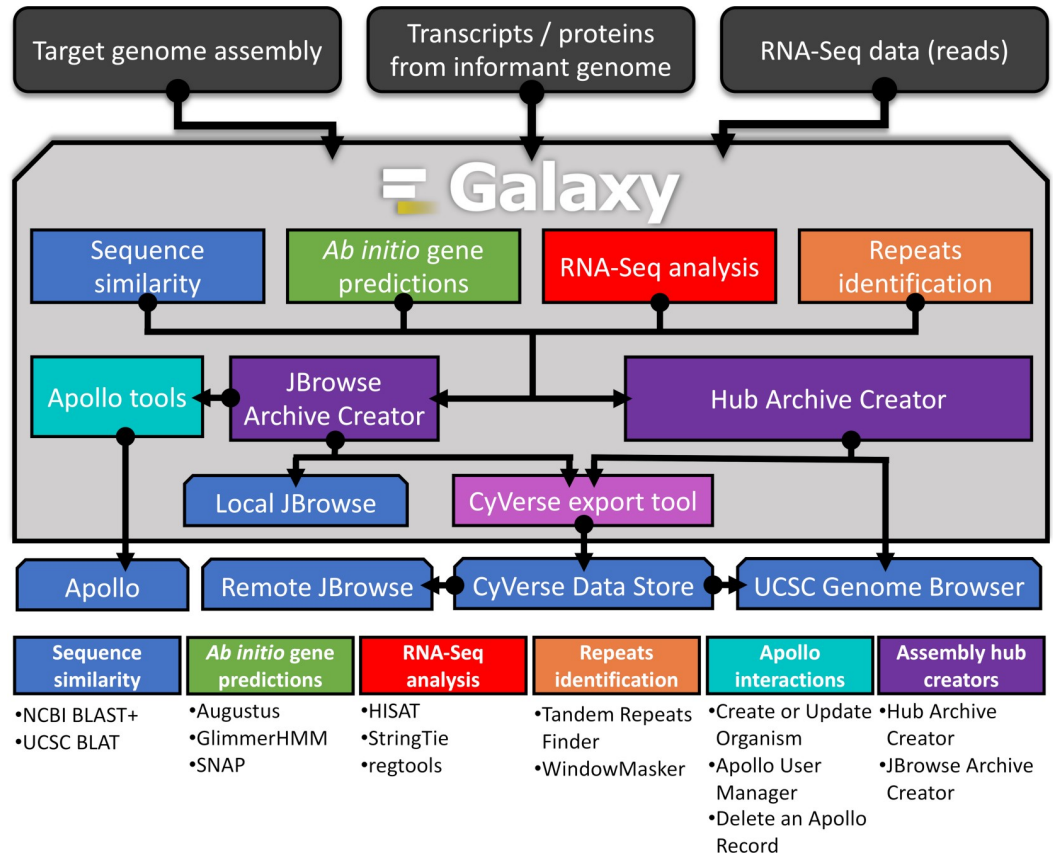 Target genome assembly
Transcripts / proteins
from informant genome
RNA-Seq data (reads)
Galaxy
Sequence
similarity
Ab initio gene
predictions
RNA-Seq analysis
Repeats
identification
Apollo tools
JBrowse
Archive Creator
Hub Archive Creator
Local JBrowse
CyVerse export tool
Apollo
Remote JBrowse
CyVerse Data Store
UCSC Genome Browser
Sequence
similarity
•NCBI BLAST+
•UCSC BLAT
Ab initio gene
predictions
•Augustus
•GlimmerHMM
•SNAP
RNA-Seq
analysis
•HISAT
•StringTie
•regtools
Repeats
identification
•Tandem Repeats
Finder
•WindowMasker
Apollo
interactions
•Create or Update
Organism
•Apollo User
Manager
•Delete an Apollo
Record
Assembly hub
creators
•Hub Archive
Creator
•JBrowse Archive
Creator